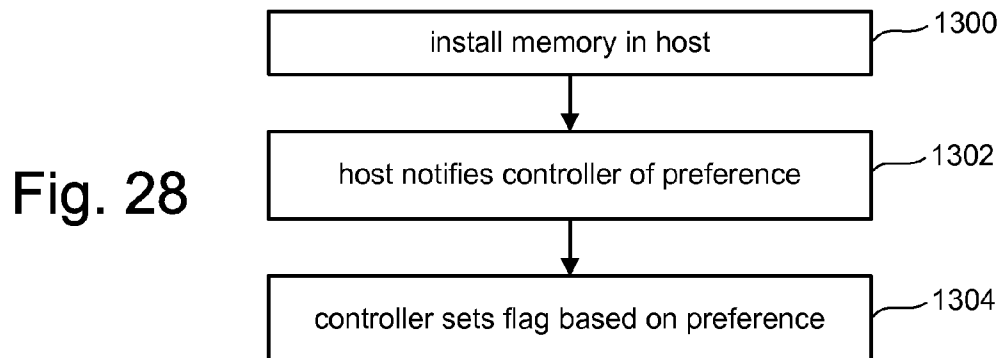 install memory in host
1300
host notifies controller of preference
1302
Fig. 28
controller sets flag based on preference
1304